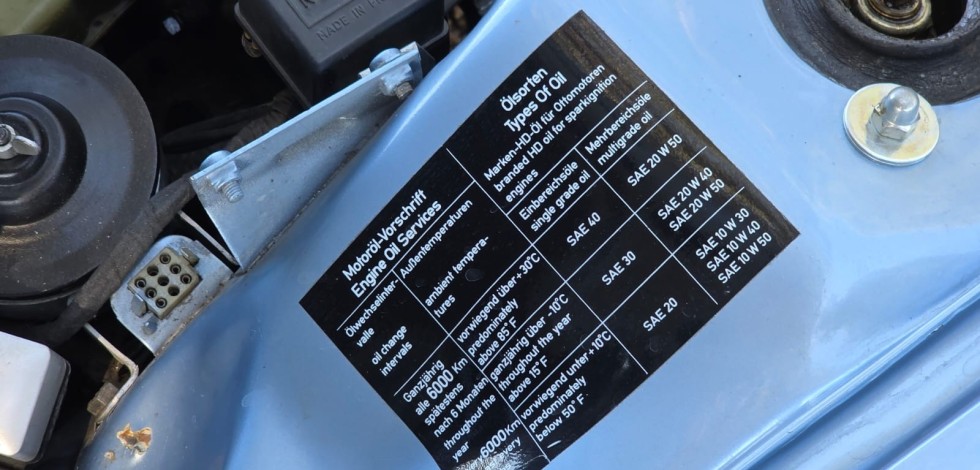 MADE IN
Motoröl-Vorschrift
Engine Oil Services
Ölsorten
Types Of Oil
Ölwechselinter-
valle
oil change
intervals
Außentemperaturen
ambient tempera-
tures
Marken-HD-Öl für Ottomotoren
branded HD oil for sparkignition
engines
Einbereichsöle
single grade oil
Mehrbereichsöle
multigrade oil
Ganzjährig
alle 6000 Km
spätestens
nach 6 Monaten
throughout the
year
6000 Km
every
vorwiegend über +30°C
predominately
above 85° F
SAE 40
SAE 20 W 50
ganzjährig über -10°C
throughout the year
above 15° F
SAE 30
SAE 20 W 40
SAE 20 W 50
vorwiegend unter +10°C
predominately
below 50° F
SAE 20
SAE 10 W 30
SAE 10 W 40
SAE 10 W 50